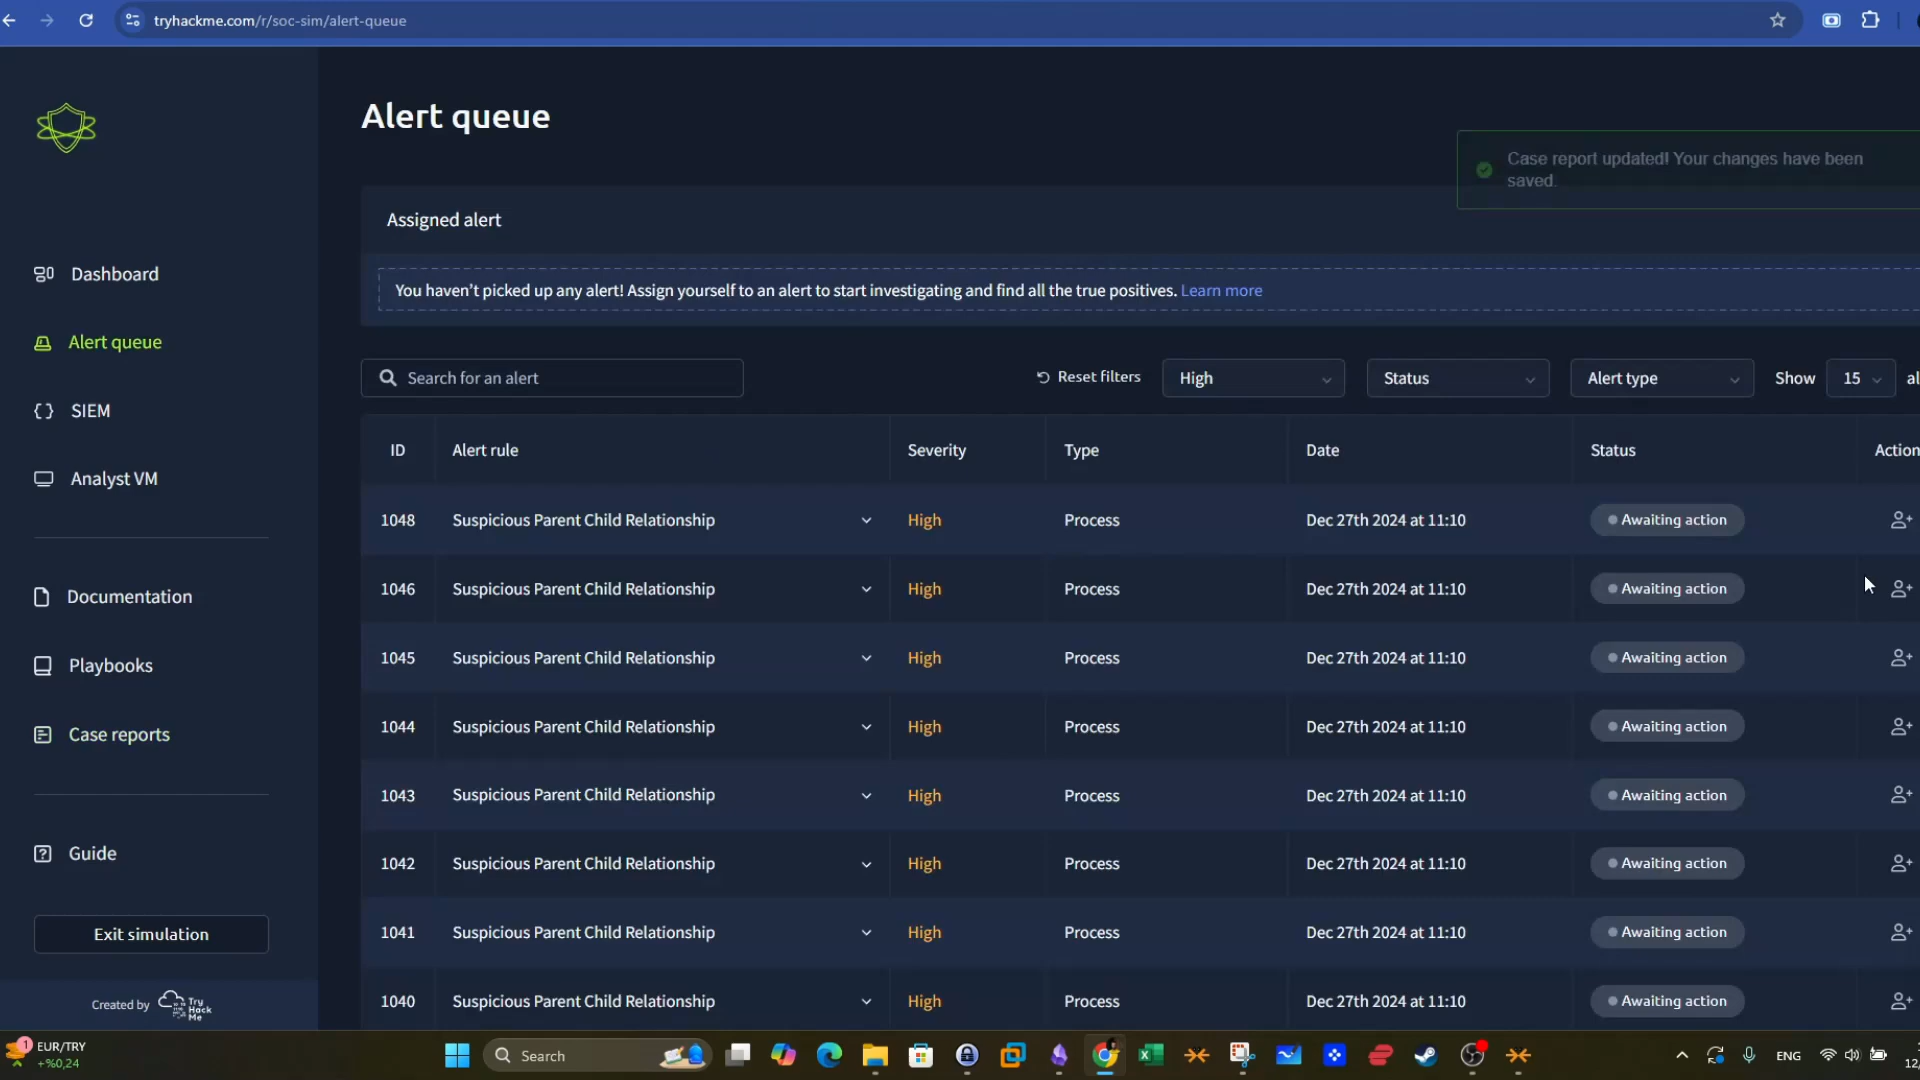 tryhackme.com/r/soc-sim/alert-queue
Alert queue
Case report updated! Your changes have been
saved.
Assigned alert
You haven't picked up any alert! Assign yourself to an alert to start investigating and find all the true positives. Learn more
Search for an alert
Reset filters
High
Status
Alert type
Show
15
al
ID Alert rule Severity Type Date Status Action
1048 Suspicious Parent Child Relationship High Process Dec 27th 2024 at 11:10 Awaiting action
1046 Suspicious Parent Child Relationship High Process Dec 27th 2024 at 11:10 Awaiting action
1045 Suspicious Parent Child Relationship High Process Dec 27th 2024 at 11:10 Awaiting action
1044 Suspicious Parent Child Relationship High Process Dec 27th 2024 at 11:10 Awaiting action
1043 Suspicious Parent Child Relationship High Process Dec 27th 2024 at 11:10 Awaiting action
1042 Suspicious Parent Child Relationship High Process Dec 27th 2024 at 11:10 Awaiting action
1041 Suspicious Parent Child Relationship High Process Dec 27th 2024 at 11:10 Awaiting action
1040 Suspicious Parent Child Relationship High Process Dec 27th 2024 at 11:10 Awaiting action
Dashboard
Alert queue
SIEM
Analyst VM
Documentation
Playbooks
Case reports
Guide
Exit simulation
Created by
Try
Hack
Me
1
EUR/TRY
+%0,24
Search
ENG